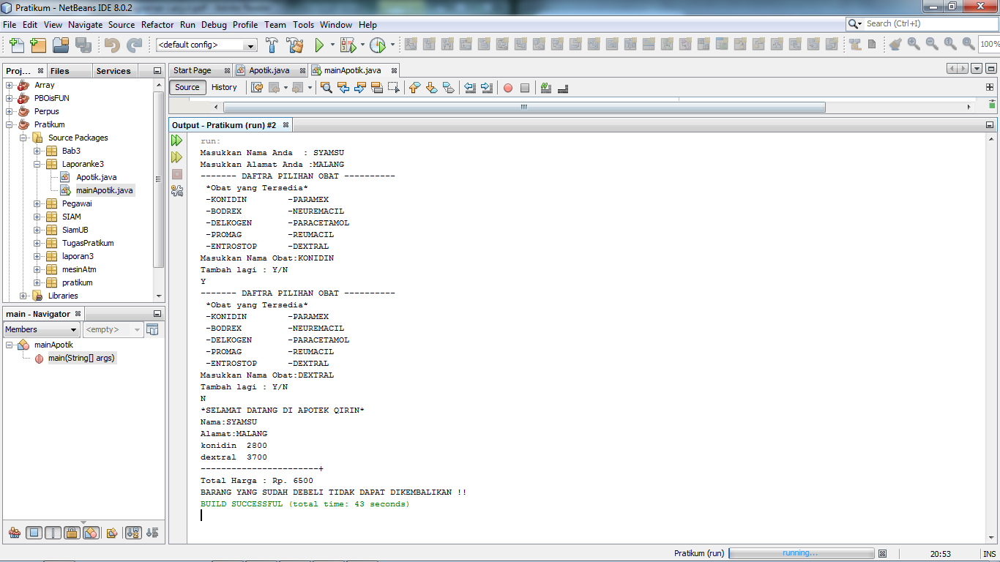 Pratikum - NetBeans IDE 8.0.2
File Edit View Navigate Source Refactor Run Debug Profile Team Tools Window Help
Search (Ctrl+I)
<default config>
100%
Proj... Files Services
Array
PBOisFUN
Perpus
Pratikum
Source Packages
Bab3
Laporanke3
Apotik.java
mainApotik.java
Pegawai
SIAM
SiamUB
TugasPratikum
laporan3
mesinAtm
pratikum
Libraries
main - Navigator
Members <empty>
mainApotik
main(String[] args)
Start Page Apotik.java mainApotik.java
Source History
Output - Pratikum (run) #2
run:
Masukkan Nama Anda  : SYAMSU
Masukkan Alamat Anda :MALANG
------- DAFTRA PILIHAN OBAT ----------
*Obat yang Tersedia*
-KONIDIN        -PARAMEX
-BODREX         -NEUREMACIL
-DELKOGEN       -PARACETAMOL
-PROMAG         -REUMACIL
-ENTROSTOP      -DEXTRAL
Masukkan Nama Obat:KONIDIN
Tambah lagi : Y/N
Y
------- DAFTRA PILIHAN OBAT ----------
*Obat yang Tersedia*
-KONIDIN        -PARAMEX
-BODREX         -NEUREMACIL
-DELKOGEN       -PARACETAMOL
-PROMAG         -REUMACIL
-ENTROSTOP      -DEXTRAL
Masukkan Nama Obat:DEXTRAL
Tambah lagi : Y/N
N
*SELAMAT DATANG DI APOTEK QIRIN*
Nama:SYAMSU
Alamat:MALANG
konidin  2800
dextral  3700
-----------------------+
Total Harga : Rp. 6500
BARANG YANG SUDAH DEBELI TIDAK DAPAT DIKEMBALIKAN !!
BUILD SUCCESSFUL (total time: 43 seconds)
Pratikum (run) running... 20:53 INS